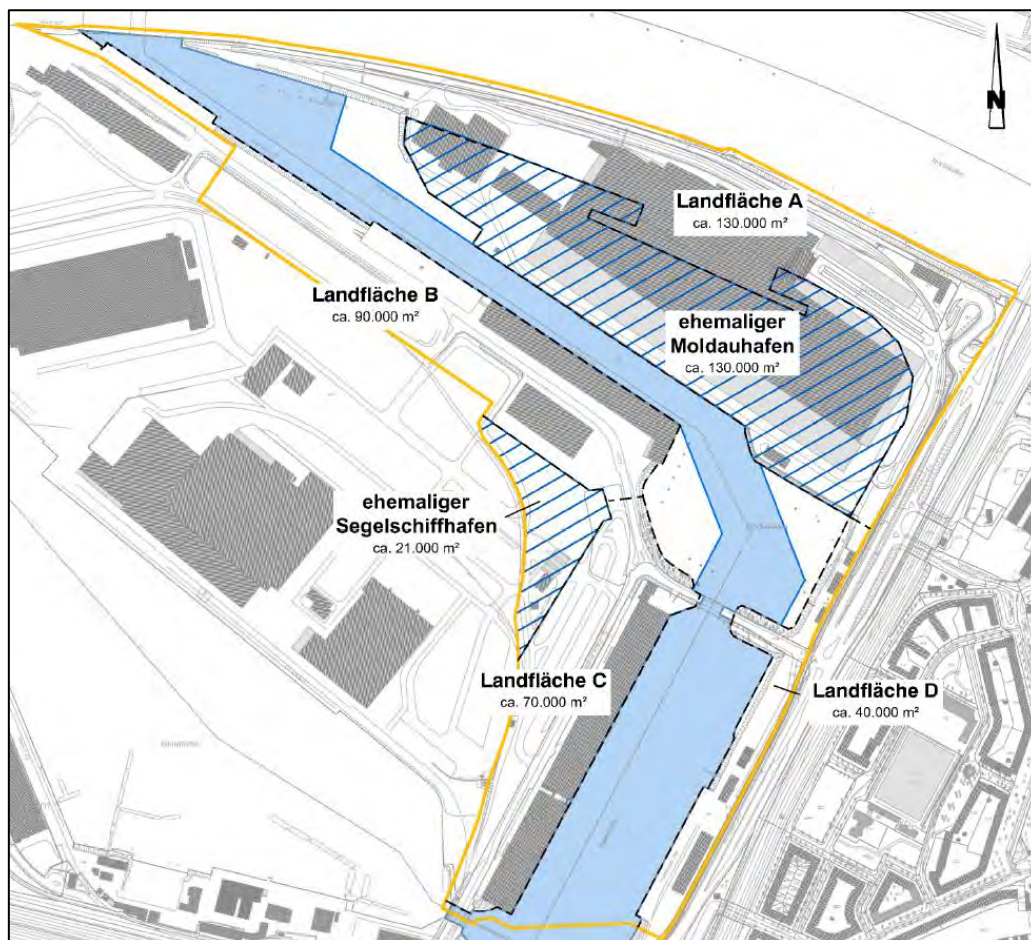 N
Landfläche A
ca. 130.000 m²
Landfläche B
ca. 90.000 m²
ehemaliger
Moldauhafen
ca. 130.000 m²
ehemaliger
Segelschiffhafen
ca. 21.000 m²
Landfläche C
ca. 70.000 m²
Landfläche D
ca. 40.000 m²